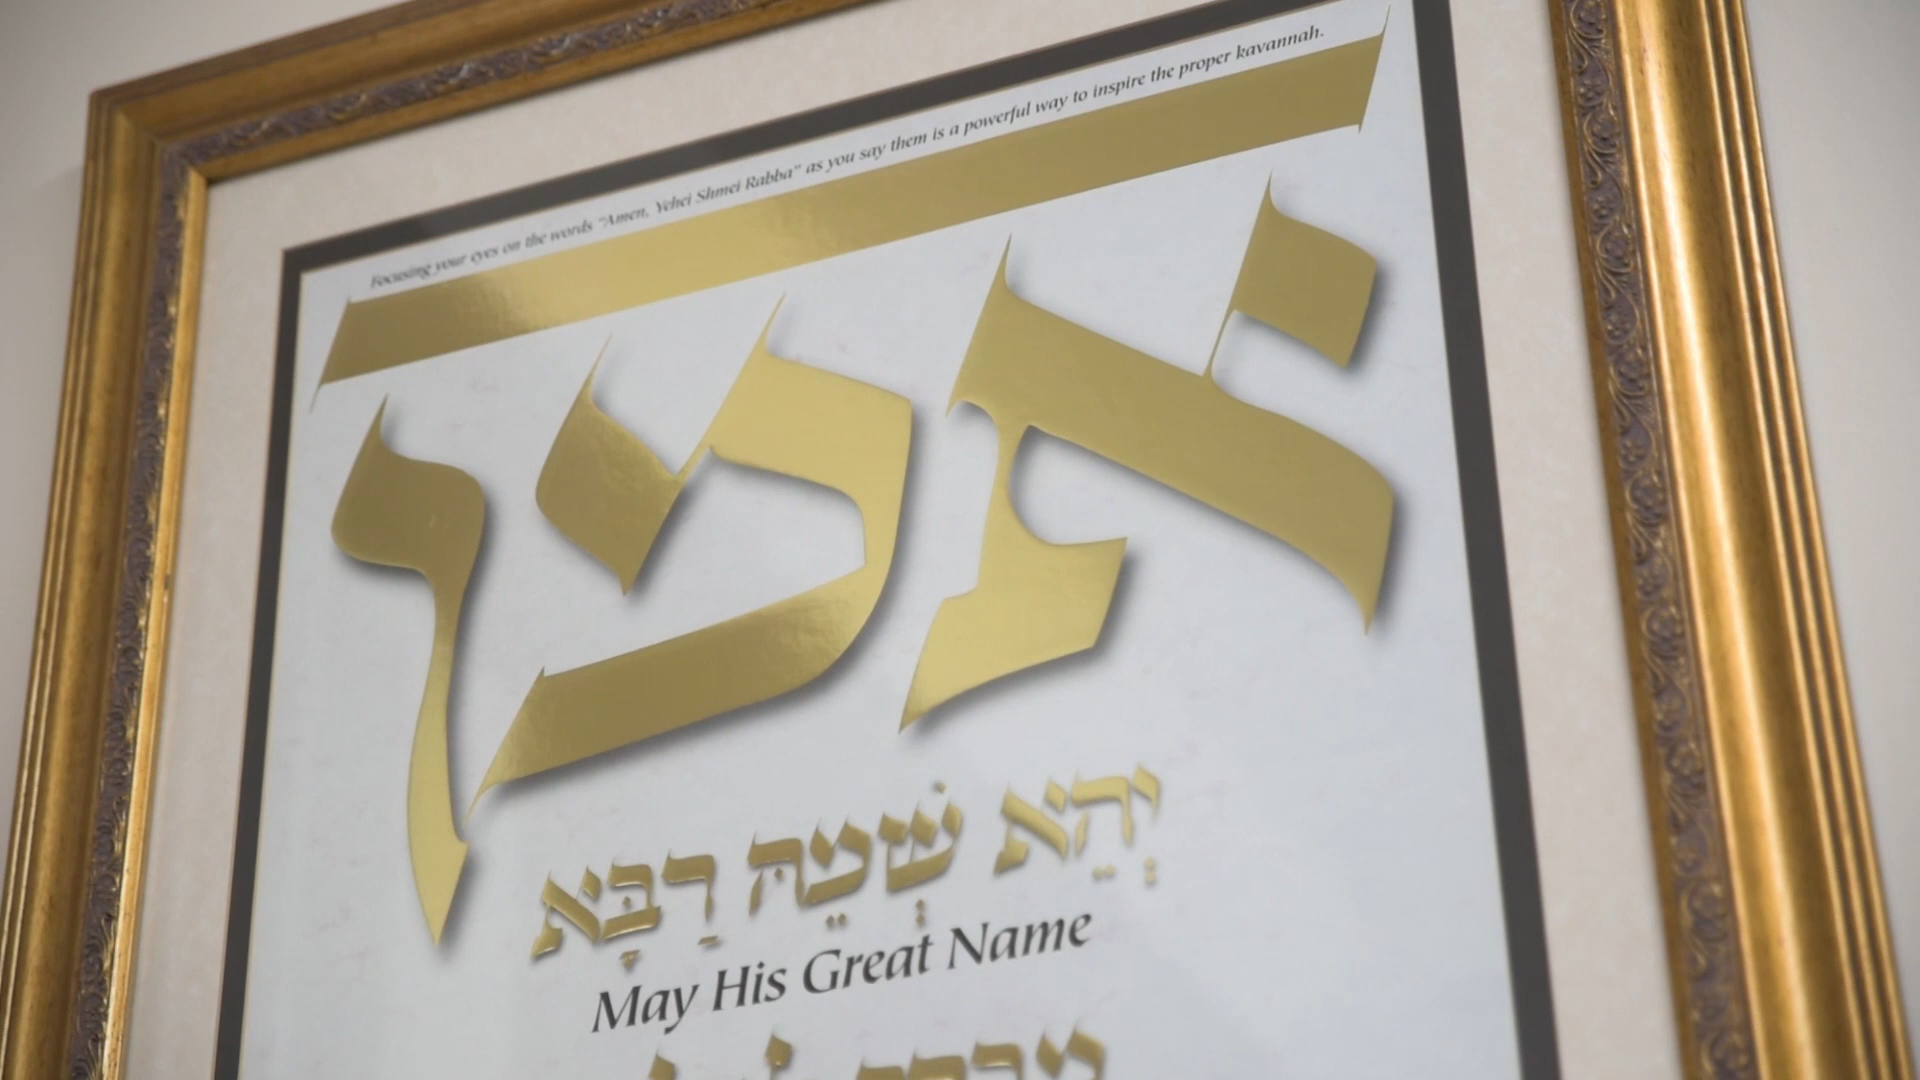 Focusing your eyes on the words "Amen, Yehei Shmei Rabba" as you say them is a powerful way to inspire the proper kavannah.
אמן
יְהֵא שְׁמֵהּ רַבָּא
May His Great Name